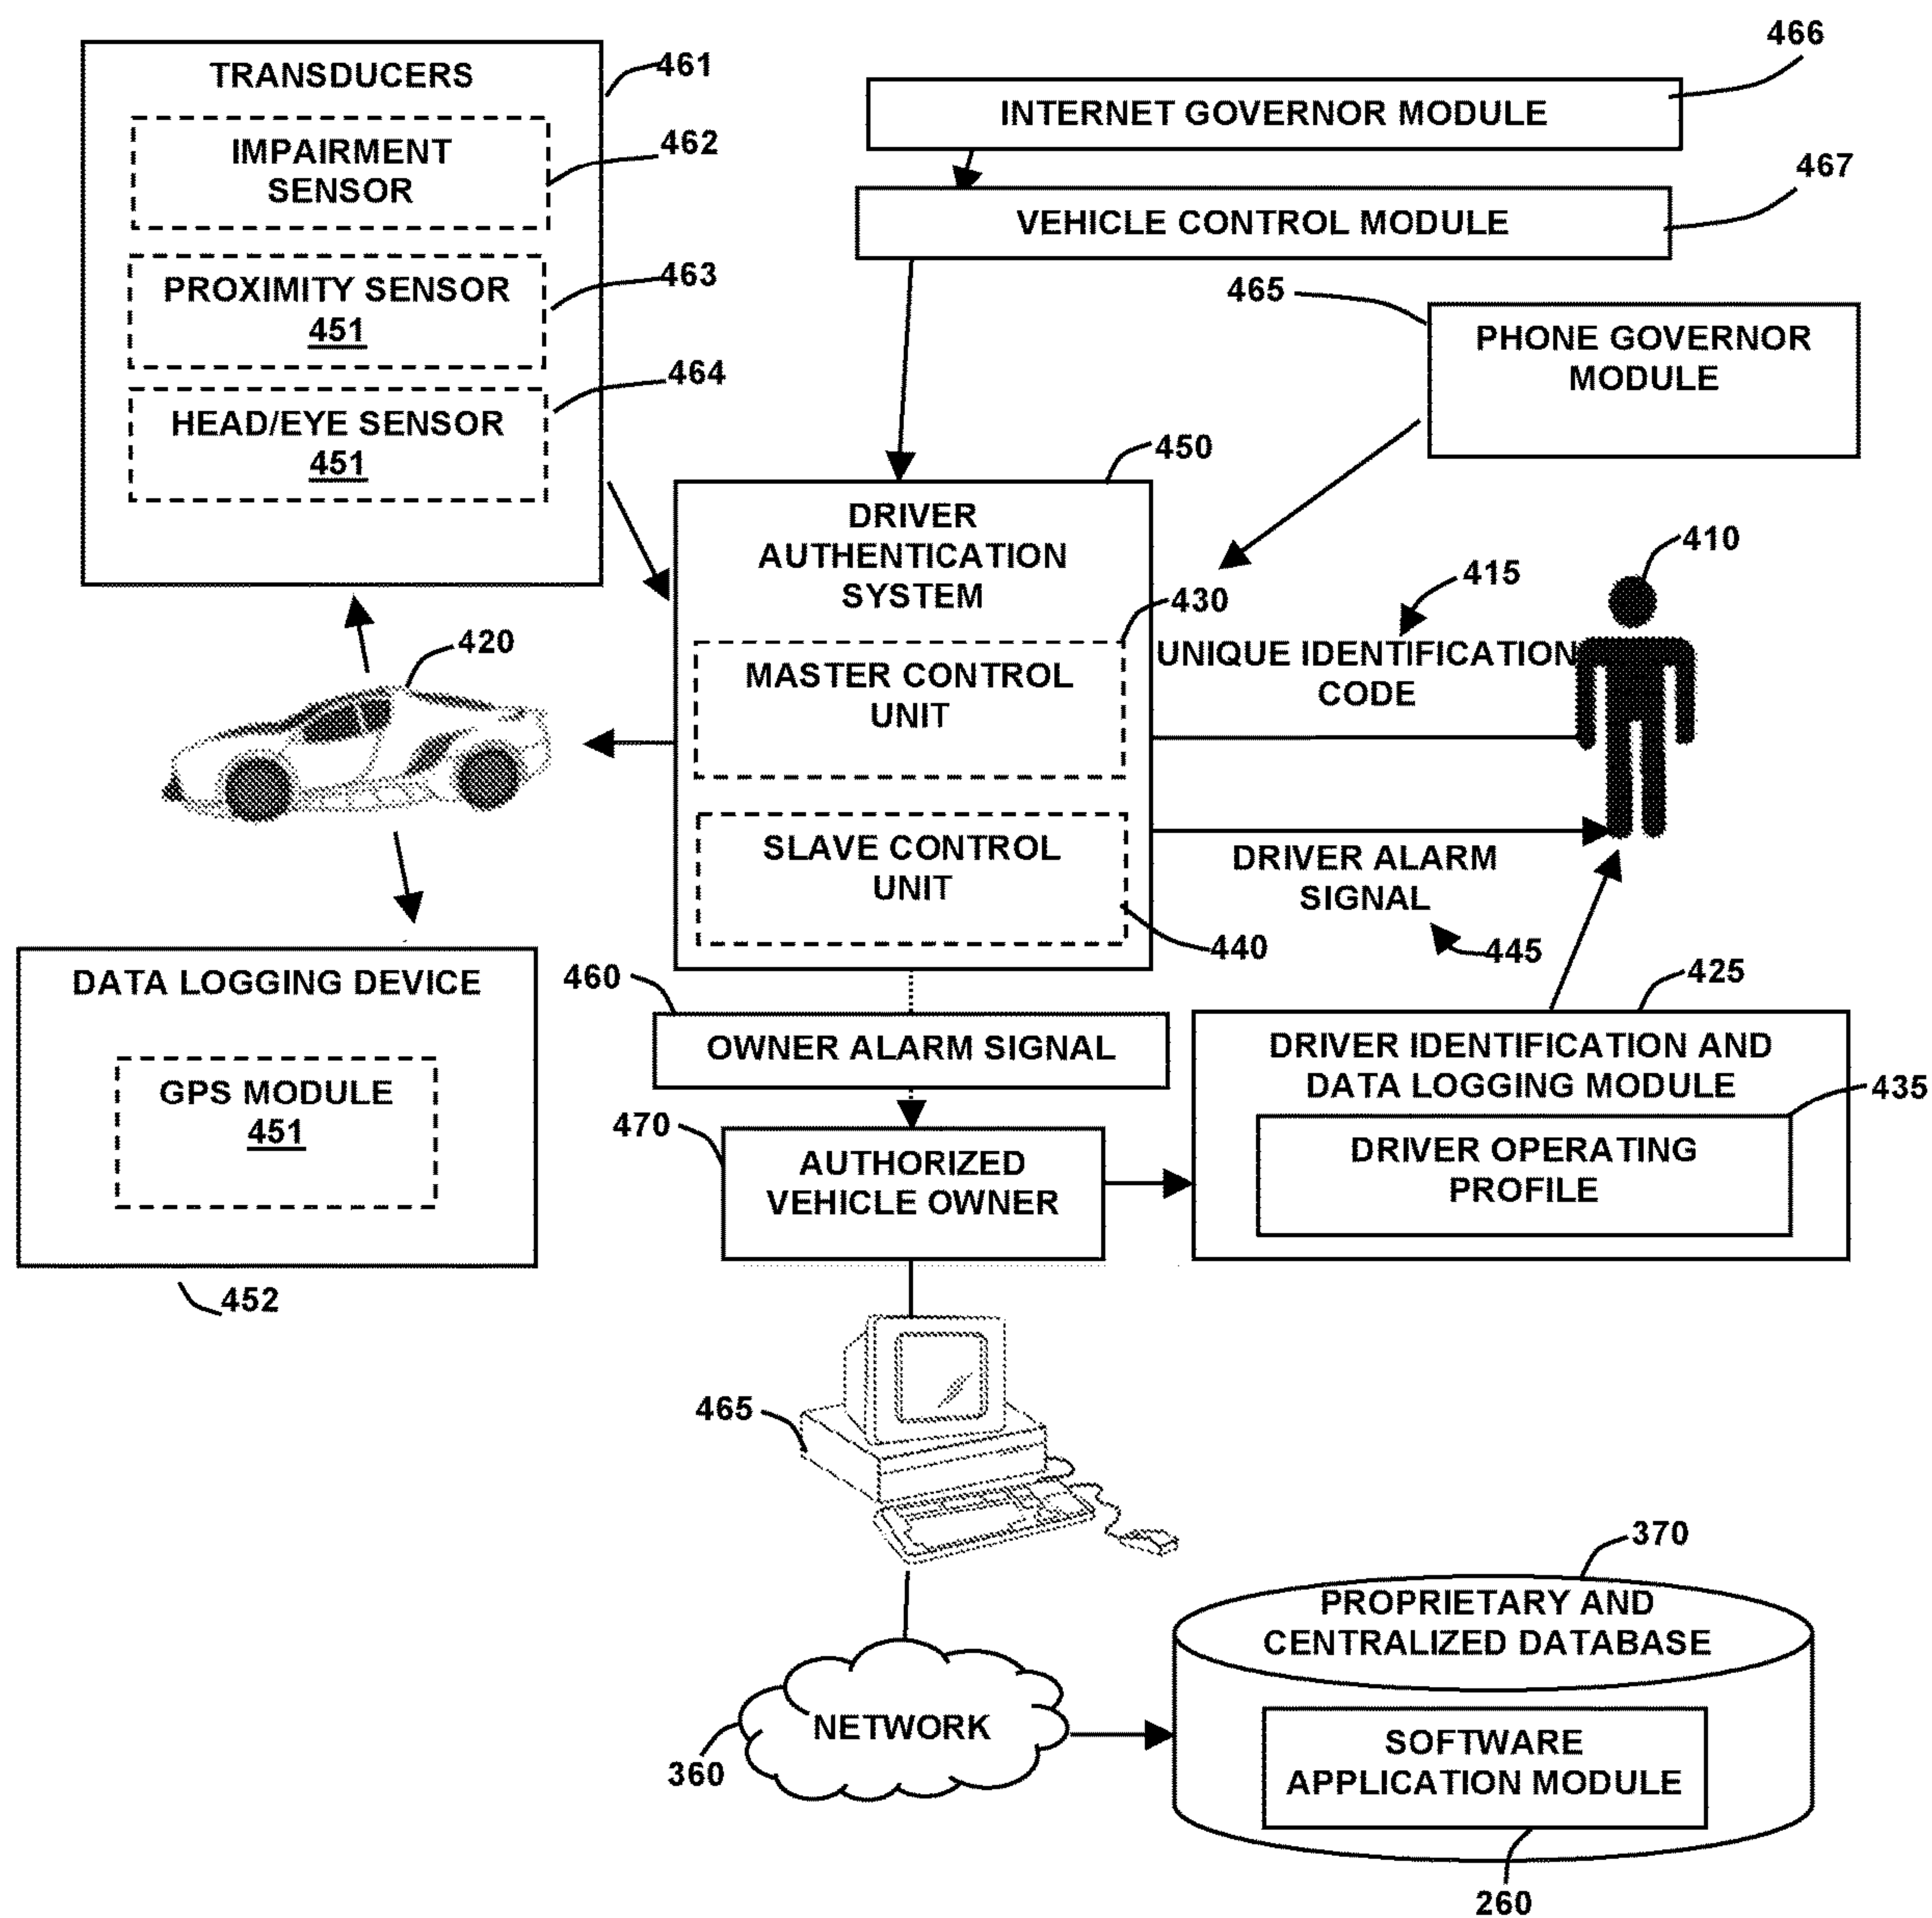 466
461
TRANSDUCERS
INTERNET GOVERNOR MODULE
462
IMPAIRMENT
SENSOR
467
VEHICLE CONTROL MODULE
463
PROXIMITY SENSOR
451
465
PHONE GOVERNOR
MODULE
464
HEAD/EYE SENSOR
451
450
DRIVER
AUTHENTICATION
SYSTEM
410
415
430
420
UNIQUE IDENTIFICATION
CODE
MASTER CONTROL
UNIT
SLAVE CONTROL
UNIT
DRIVER ALARM
SIGNAL
440
445
460
425
DATA LOGGING DEVICE
GPS MODULE
451
452
OWNER ALARM SIGNAL
DRIVER IDENTIFICATION AND
DATA LOGGING MODULE
435
470
AUTHORIZED
VEHICLE OWNER
DRIVER OPERATING
PROFILE
465
370
PROPRIETARY AND
CENTRALIZED DATABASE
NETWORK
360
SOFTWARE
APPLICATION MODULE
260